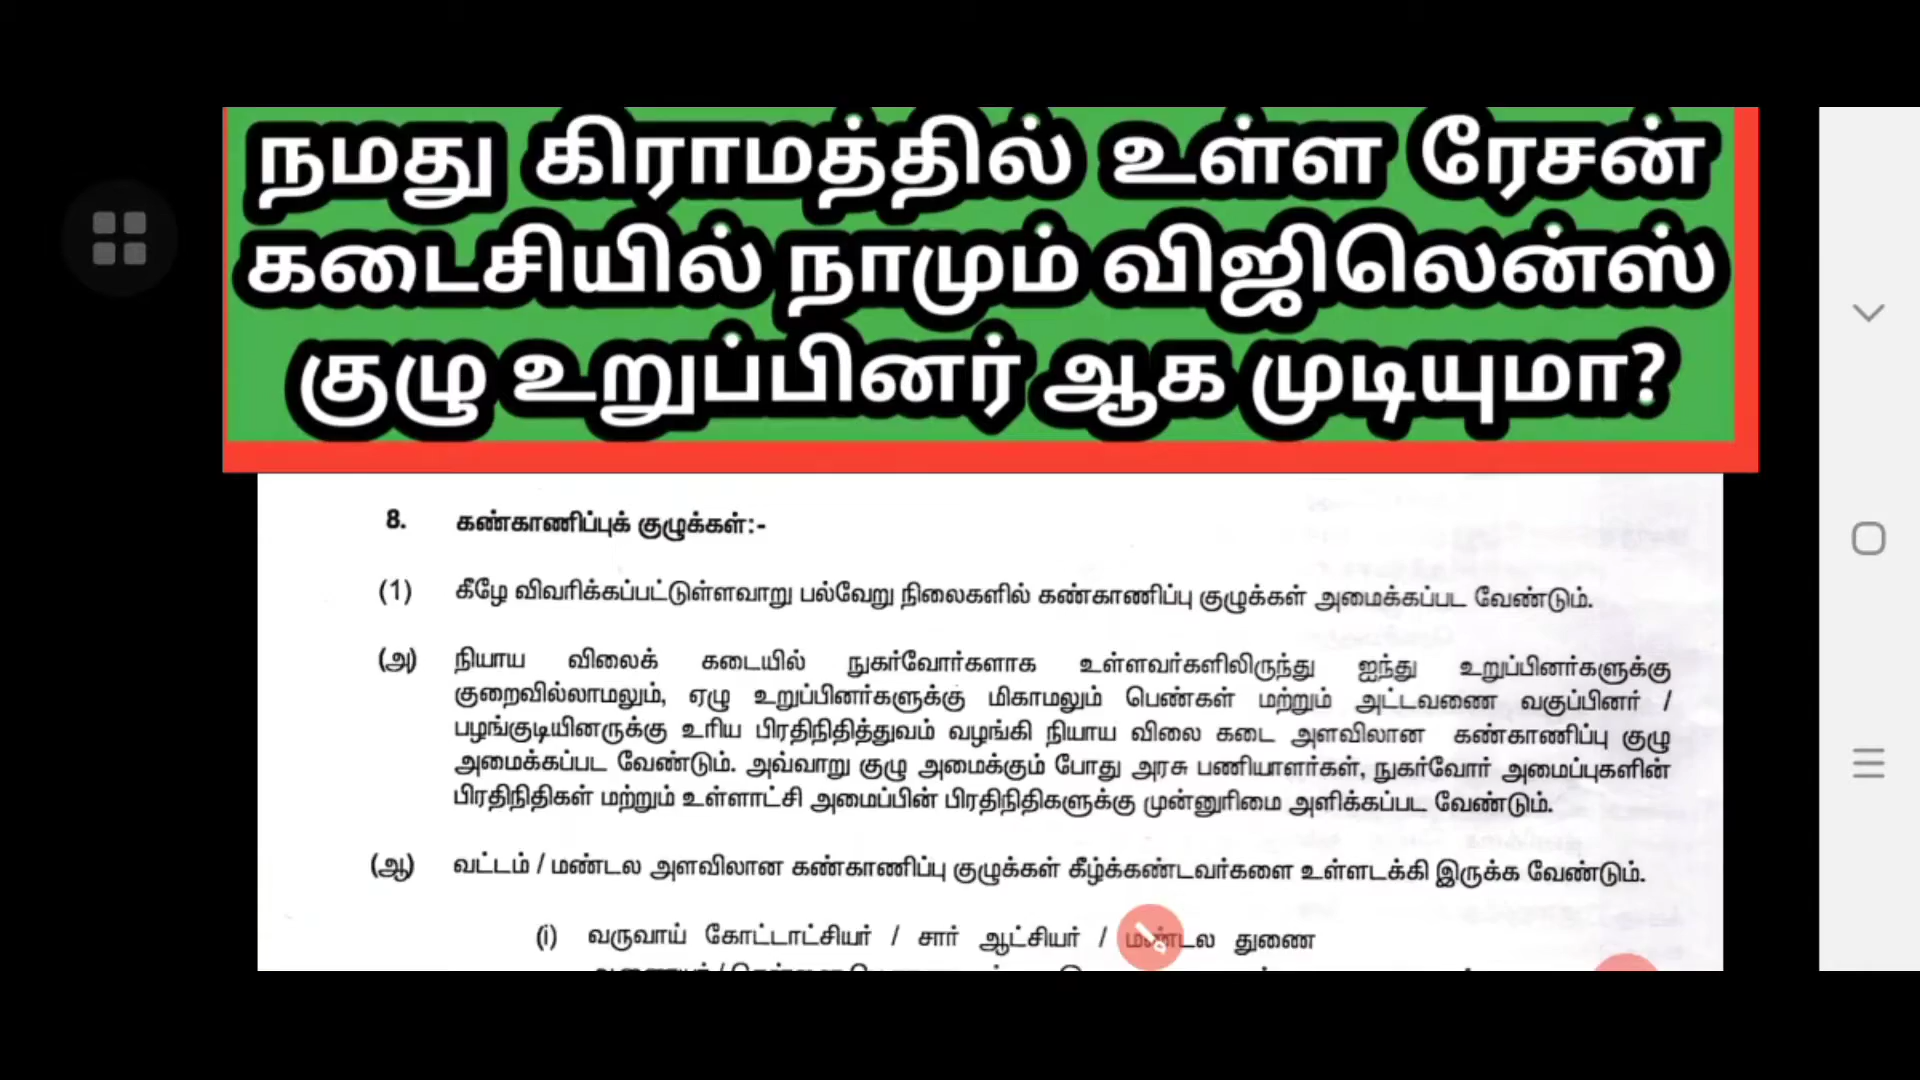 நமது கிராமத்தில் உள்ள ரேசன்
கடைசியில் நாமும் விஜிலென்ஸ்
குழு உறுப்பினர் ஆக முடியுமா?
8. கண்காணிப்புக் குழுக்கள்:-
(1) கீழே விவரிக்கப்பட்டுள்ளவாறு பல்வேறு நிலைகளில் கண்காணிப்பு குழுக்கள் அமைக்கப்பட வேண்டும்.
(அ) நியாய விலைக் கடையில் நுகர்வோர்களாக உள்ளவர்களிலிருந்து ஐந்து உறுப்பினர்களுக்கு
குறைவில்லாமலும், ஏழு உறுப்பினர்களுக்கு மிகாமலும் பெண்கள் மற்றும் அட்டவணை வகுப்பினர் /
பழங்குடியினருக்கு உரிய பிரதிநிதித்துவம் வழங்கி நியாய விலை கடை அளவிலான கண்காணிப்பு குழு
அமைக்கப்பட வேண்டும். அவ்வாறு குழு அமைக்கும் போது அரசு பணியாளர்கள், நுகர்வோர் அமைப்புகளின்
பிரதிநிதிகள் மற்றும் உள்ளாட்சி அமைப்பின் பிரதிநிதிகளுக்கு முன்னுரிமை அளிக்கப்பட வேண்டும்.
(ஆ) வட்டம் / மண்டல அளவிலான கண்காணிப்பு குழுக்கள் கீழ்க்கண்டவர்களை உள்ளடக்கி இருக்க வேண்டும்.
(i) வருவாய் கோட்டாட்சியர் / சார் ஆட்சியர் / மண்டல துணை